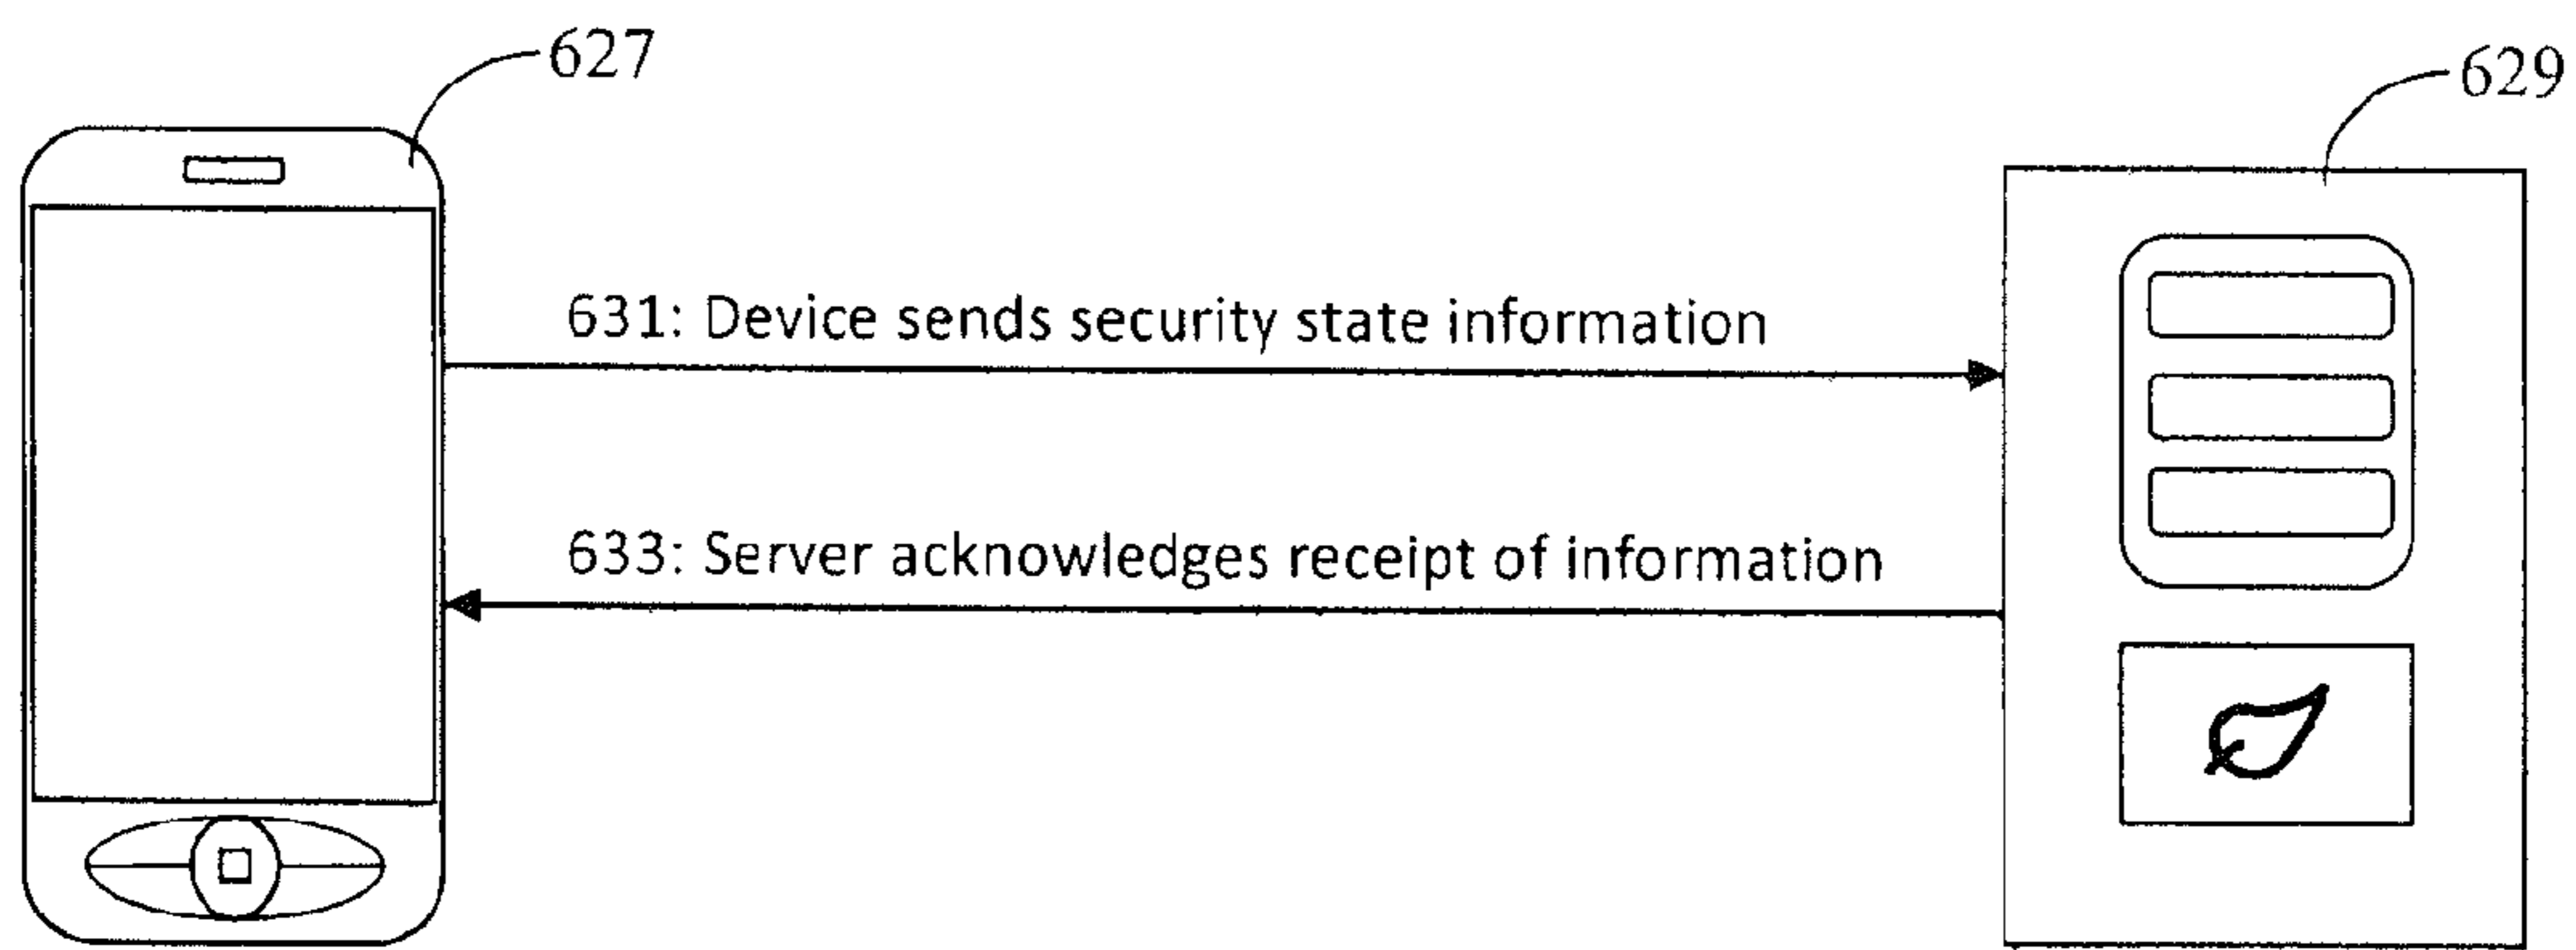 627
629
631: Device sends security state information
633: Server acknowledges receipt of information